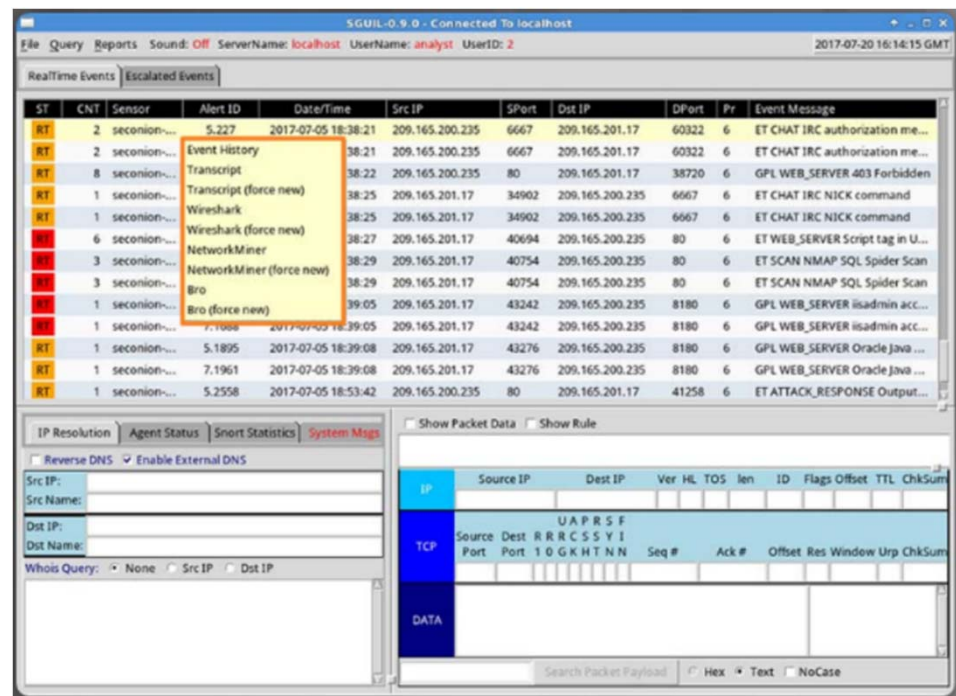 SGUIL-0.9.0 - Connected To localhost
File Query Reports Sound: Off ServerName: localhost UserName: analyst UserID: 2 2017-07-20 16:14:15 GMT
RealTime Events Escalated Events
ST CNT Sensor Alert ID Date/Time Src IP SPort Dst IP DPort Pr Event Message
RT 2 seconion-... 5.227 2017-07-05 18:38:21 209.165.200.235 6667 209.165.201.17 60322 6 ET CHAT IRC authorization me...
RT 2 seconion-... Event History 38:21 209.165.200.235 6667 209.165.201.17 60322 6 ET CHAT IRC authorization me...
RT 8 seconion-... Transcript 38:22 209.165.200.235 80 209.165.201.17 38720 6 GPL WEB_SERVER 403 Forbidden
RT 1 seconion-... Transcript (force new) 38:25 209.165.201.17 34902 209.165.200.235 6667 6 ET CHAT IRC NICK command
RT 1 seconion-... Wireshark 38:25 209.165.201.17 34902 209.165.200.235 6667 6 ET CHAT IRC NICK command
Wireshark (force new)
RT 6 seconion-... 38:27 209.165.201.17 40694 209.165.200.235 80 6 ET WEB_SERVER Script tag in U...
RT 3 seconion-... NetworkMiner 38:29 209.165.201.17 40754 209.165.200.235 80 6 ET SCAN NMAP SQL Spider Scan
RT 3 seconion-... NetworkMiner (force new) 38:29 209.165.201.17 40754 209.165.200.235 80 6 ET SCAN NMAP SQL Spider Scan
RT 1 seconion-... Bro 39:05 209.165.201.17 43242 209.165.200.235 8180 6 GPL WEB_SERVER iisadmin acc...
Bro (force new)
RT 1 seconion-... 7.1088 2017-07-05 18:39:05 209.165.201.17 43242 209.165.200.235 8180 6 GPL WEB_SERVER iisadmin acc...
RT 1 seconion-... 5.1895 2017-07-05 18:39:08 209.165.201.17 43276 209.165.200.235 8180 6 GPL WEB_SERVER Oracle Java ...
RT 1 seconion-... 7.1961 2017-07-05 18:39:08 209.165.201.17 43276 209.165.200.235 8180 6 GPL WEB_SERVER Oracle Java ...
RT 1 seconion-... 5.2558 2017-07-05 18:53:42 209.165.200.235 80 209.165.201.17 41258 6 ET ATTACK_RESPONSE Output...
IP Resolution Agent Status Snort Statistics System Msgs
Reverse DNS Enable External DNS
Src IP:
Src Name:
Dst IP:
Dst Name:
Whois Query: None Src IP Dst IP
Show Packet Data Show Rule
IP Source IP Dest IP Ver HL TOS len ID Flags Offset TTL ChkSum
U A P R S F
Source Dest R R R C S S Y I
TCP Port Port 1 0 G K H T N N Seq # Ack # Offset Res Window Urp ChkSum
DATA
Search Packet Payload Hex Text NoCase